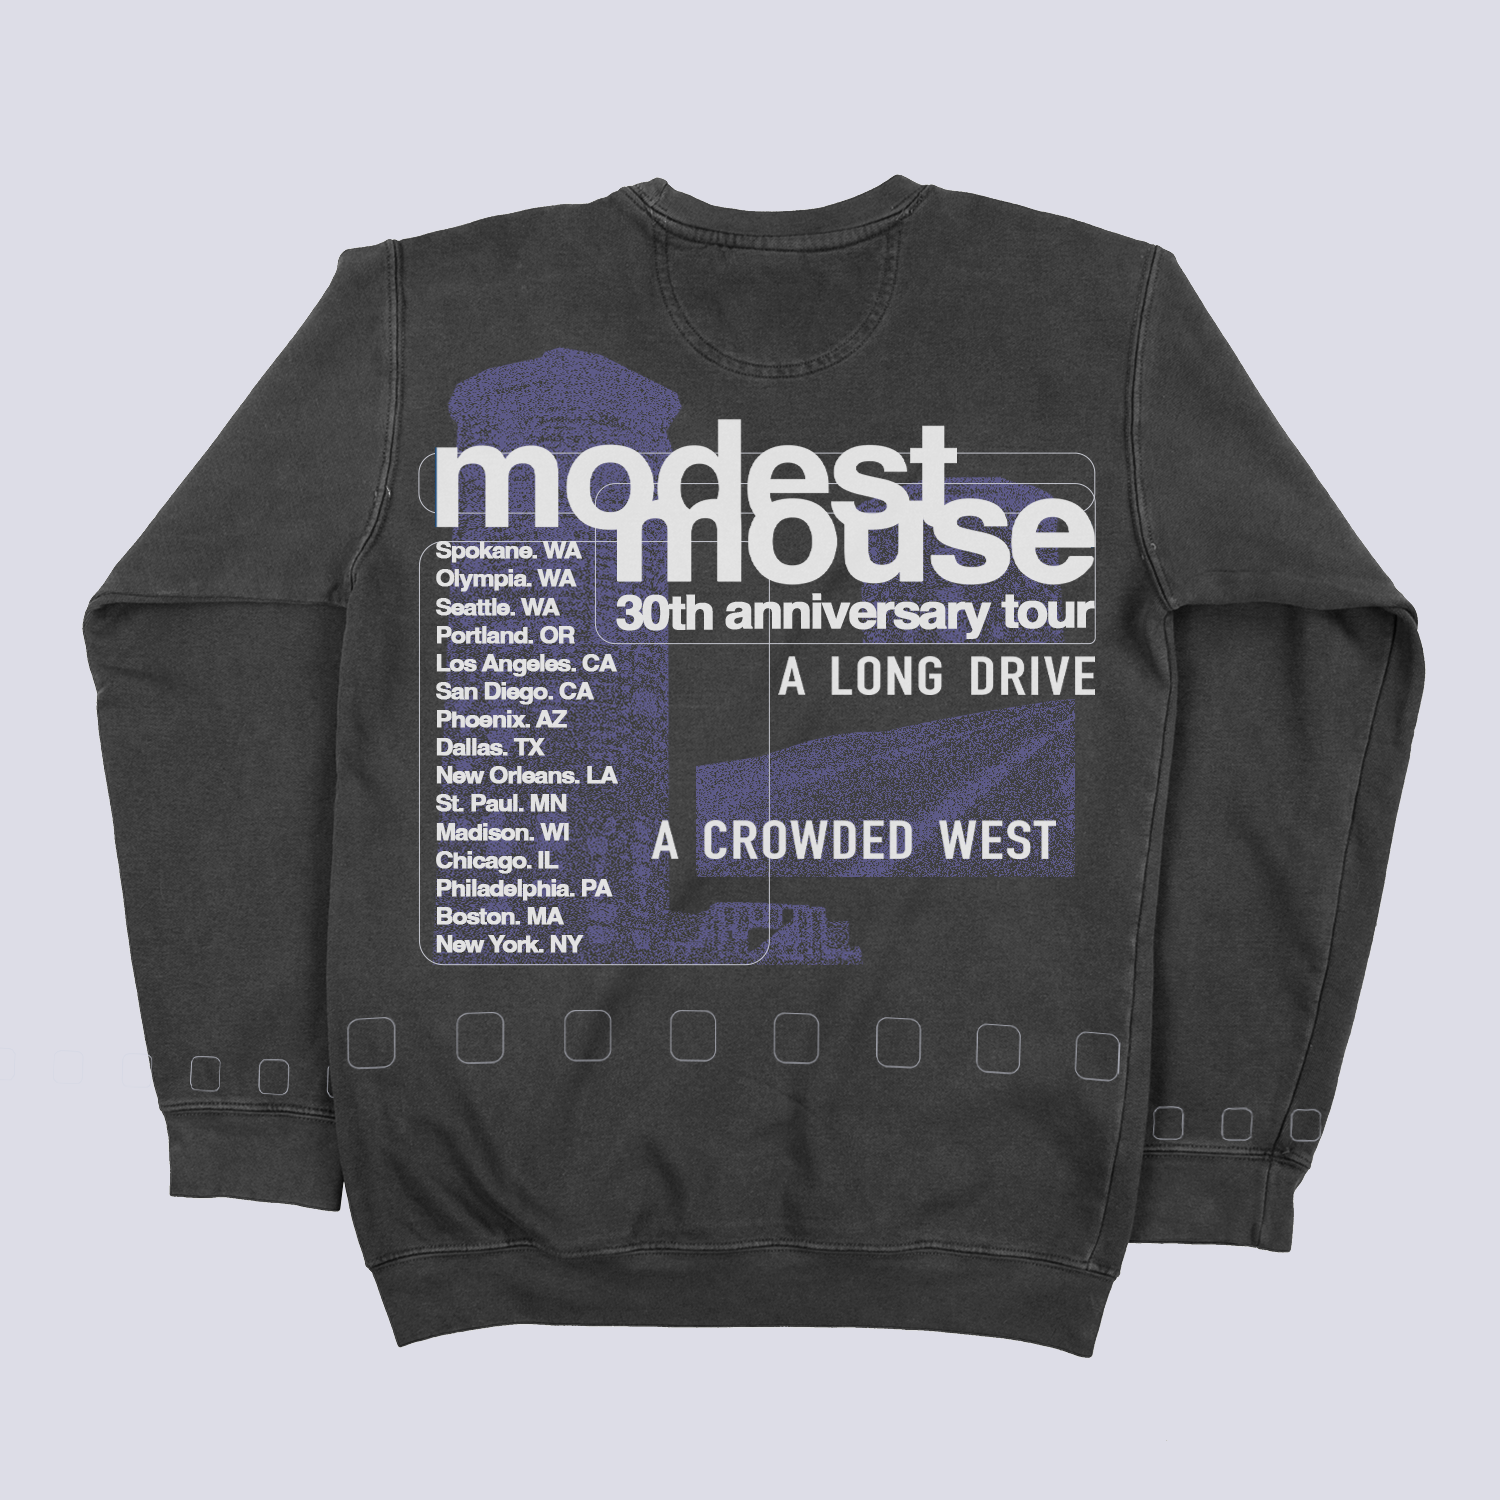 modest
mouse
30th anniversary tour
A LONG DRIVE
A CROWDED WEST
Spokane. WA
Olympia. WA
Seattle. WA
Portland. OR
Los Angeles. CA
San Diego. CA
Phoenix. AZ
Dallas. TX
New Orleans. LA
St. Paul. MN
Madison. WI
Chicago. IL
Philadelphia. PA
Boston. MA
New York. NY